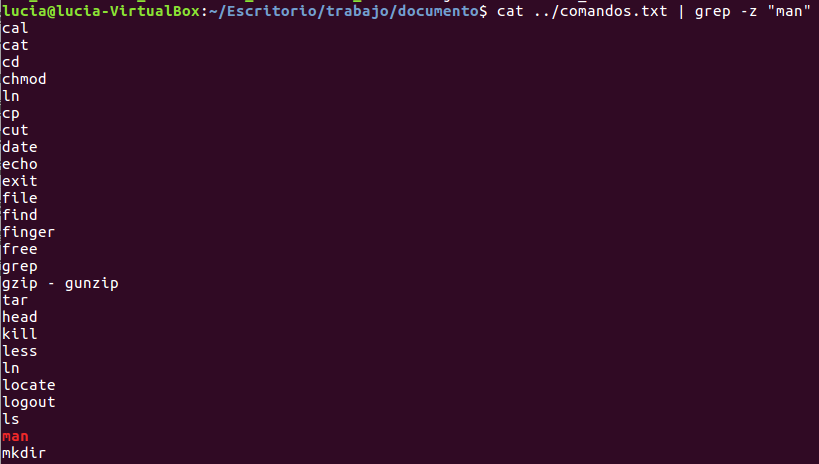 lucia@lucia-VirtualBox:~/Escritorio/trabajo/documento$ cat ../comandos.txt | grep -z "man"
cal
cat
cd
chmod
ln
cp
cut
date
echo
exit
file
find
finger
free
grep
gzip - gunzip
tar
head
kill
less
ln
locate
logout
ls
man
mkdir